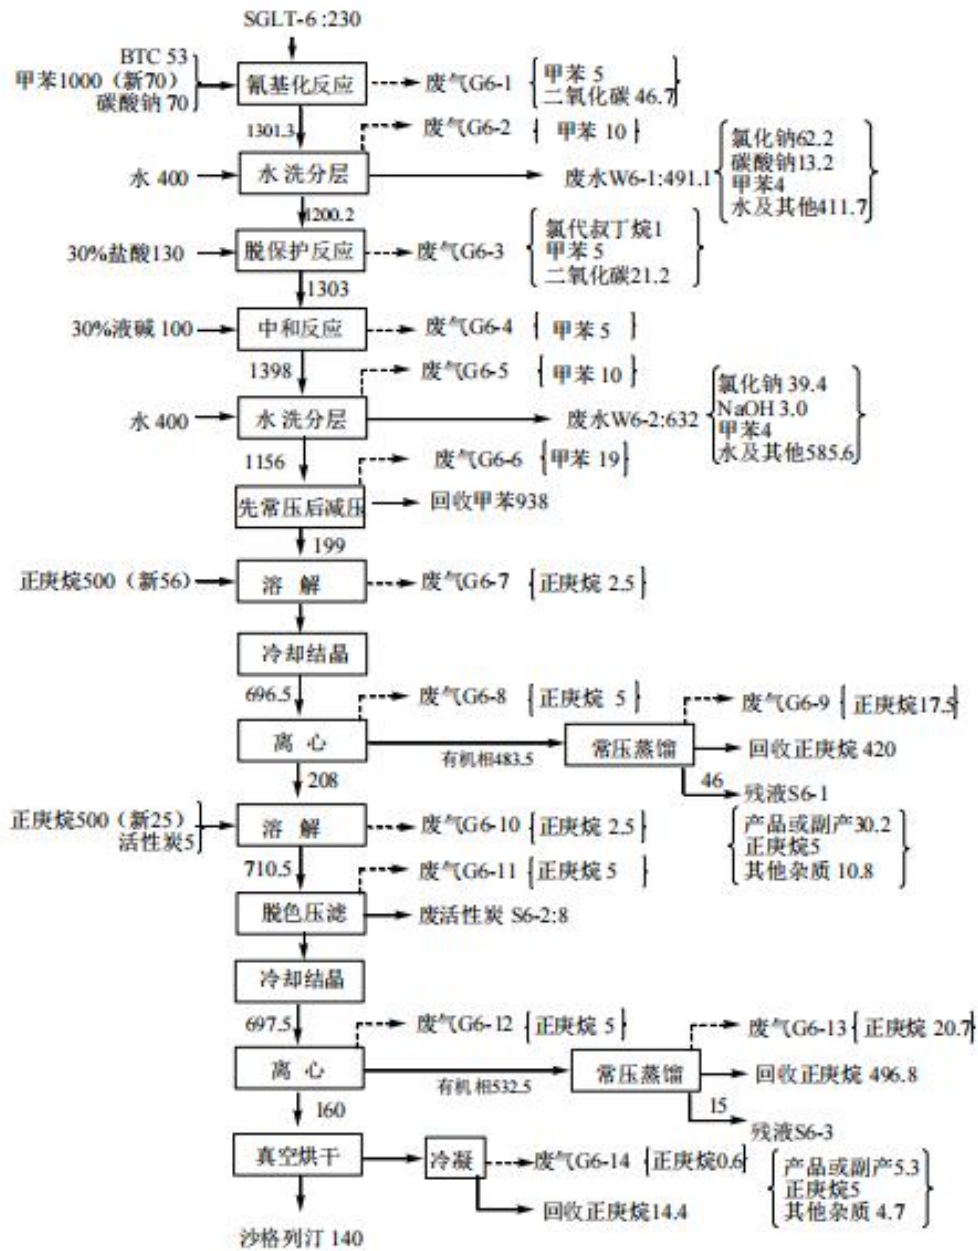 SGLT-6 :230
BTC 53
甲苯1000（新70）
碳酸钠 70
氰基化反应
废气G6-1
甲苯 5
二氧化碳 46.7
1301.3
废气G6-2
甲苯 10
水 400
水 洗分层
废水W6-1:491.1
氯化钠62.2
碳酸钠13.2
甲苯4
水及其他411.7
1200.2
30%盐酸130
脱保护反应
废气G6-3
氯代叔丁烷1
甲苯 5
二氧化碳21.2
1303
30%液碱 100
中和反应
废气G6-4
甲苯 5
1398
废气G6-5
甲苯 10
水 400
水 洗分层
废水W6-2:632
氯化钠 39.4
NaOH 3.0
甲苯4
水及其他585.6
1156
废气G6-6
甲苯 19
先常压后减压
回收甲苯938
199
正庚烷500（新56）
溶 解
废气G6-7
正庚烷 2.5
冷却结晶
696.5
废气G6-8
正庚烷 5
废气G6-9
正庚烷17.5
离 心
有机相483.5
常压蒸馏
回收正庚烷 420
208
46
残液S6-1
产品或副产30.2
正庚烷5
其他杂质 10.8
正庚烷500（新25）
活性炭5
溶 解
废气G6-10
正庚烷 2.5
710.5
废气G6-11
正庚烷 5
脱色压滤
废活性炭 S6-2:8
冷却结晶
697.5
废气G6-12
正庚烷 5
废气G6-13
正庚烷 20.7
离 心
有机相532.5
常压蒸馏
回收正庚烷 496.8
160
15
残液S6-3
产品或副产5.3
正庚烷5
其他杂质 4.7
真空烘干
冷凝
废气G6-14
正庚烷0.6
回收正庚烷14.4
沙格列汀 140